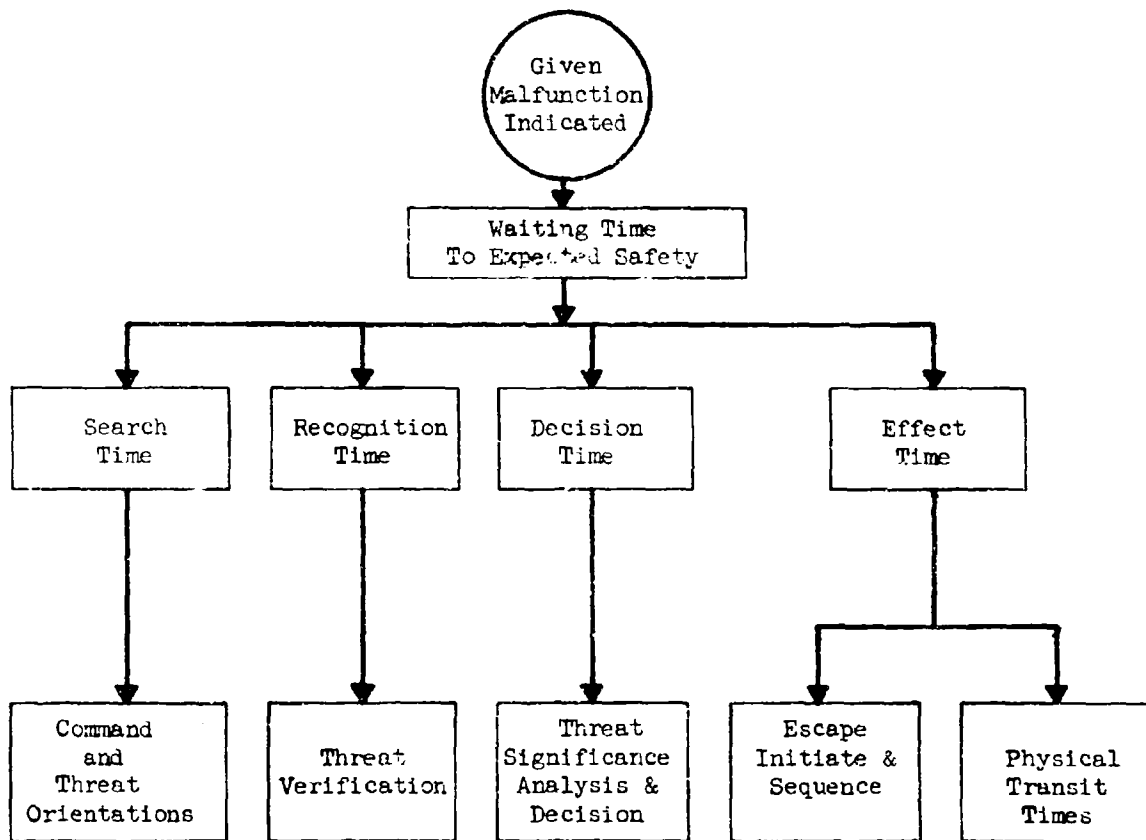 Given
Malfunction
Indicated
Waiting Time
To Expected Safety
Search
Time
Recognition
Time
Decision
Time
Effect
Time
Command
and
Threat
Orientations
Threat
Verification
Threat
Significance
Analysis &
Decision
Escape
Initiate &
Sequence
Physical
Transit
Times